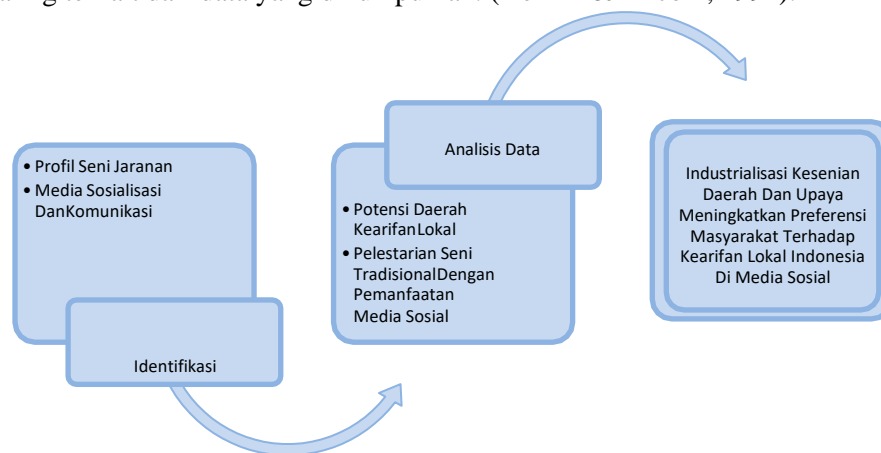 • Profil Seni Jaranan
• Media Sosialisasi
DanKomunikasi
Identifikasi
Analisis Data
• Potensi Daerah
KearifanLokal
• Pelestarian Seni
TradisionalDengan
Pemanfaatan
Media Sosial
Industrialisasi Kesenian
Daerah Dan Upaya
Meningkatkan Preferensi
Masyarakat Terhadap
Kearifan Lokal Indonesia
Di Media Sosial